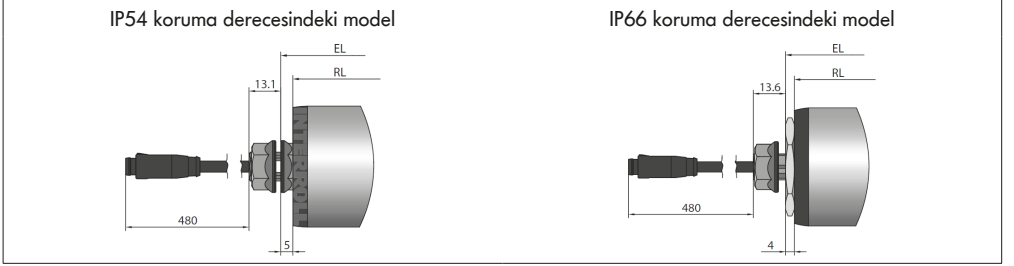 IP54 koruma derecesindeki model
EL
RL
13.1
480
5
IP66 koruma derecesindeki model
EL
RL
13.6
480
4